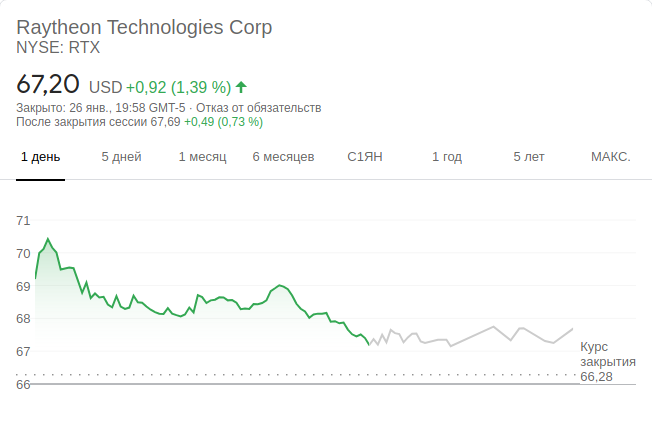 Raytheon Technologies Corp
NYSE: RTX
67,20 USD +0,92 (1,39 %)
Закрыто: 26 янв., 19:58 GMT-5 · Отказ от обязательств
После закрытия сессии 67,69 +0,49 (0,73 %)
1 день 5 дней 1 месяц 6 месяцев С1ЯН 1 год 5 лет МАКС.
71
70
69
68
67
66
Курс
закрытия
66,28